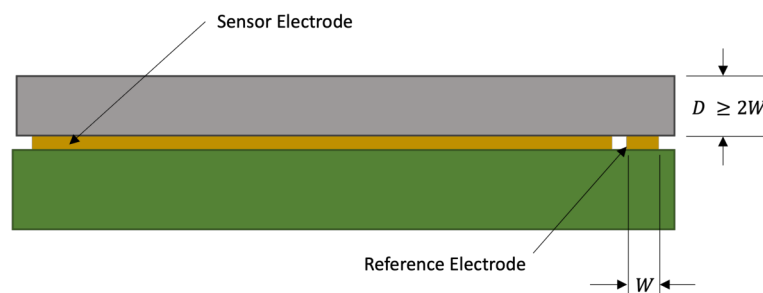 Sensor Electrode
D ≥ 2W
Reference Electrode
W